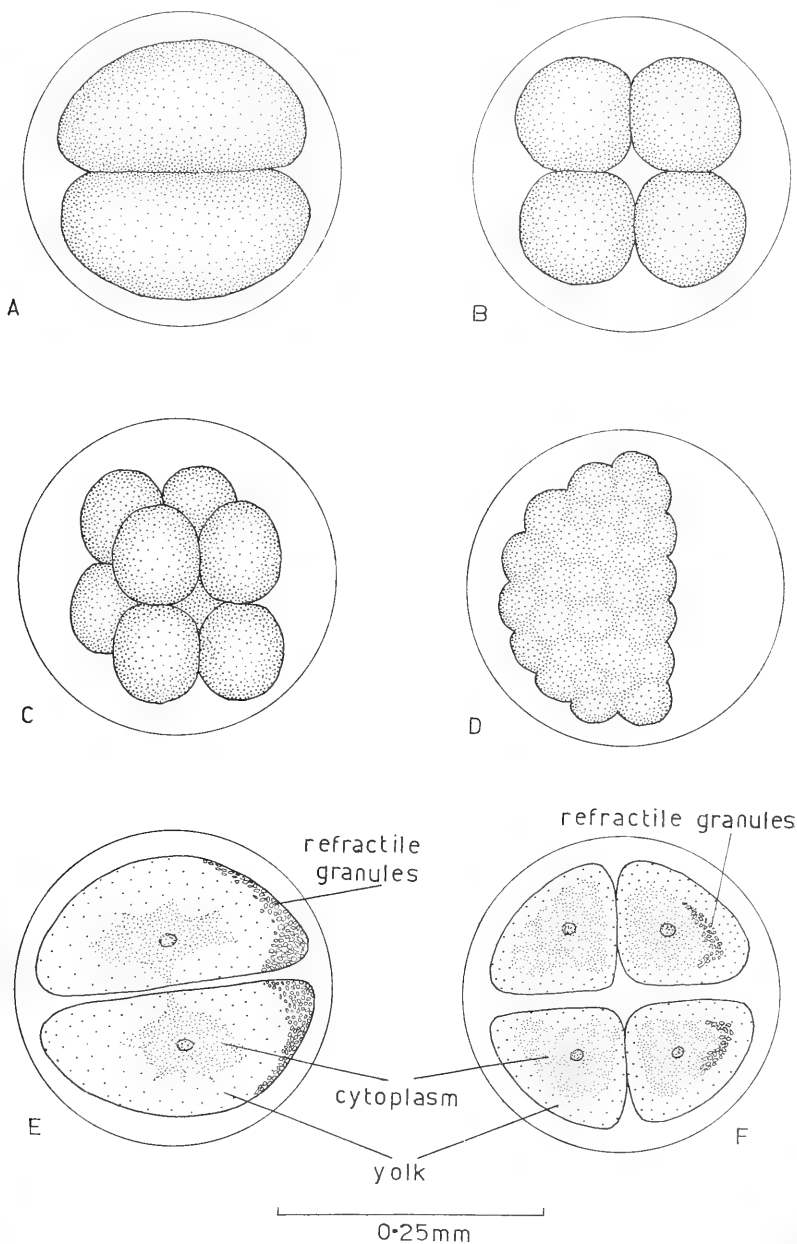 A
B
C
D
refractile
granules
refractile granules
cytoplasm
E
F
yolk
0·25mm